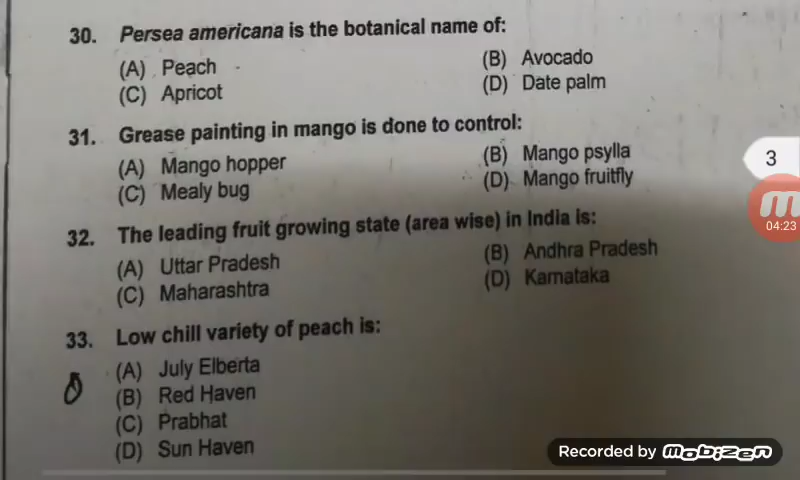 30. Persea americana is the botanical name of:
(A) Peach
(B) Avocado
(C) Apricot
(D) Date palm
31. Grease painting in mango is done to control:
(A) Mango hopper
(B) Mango psylla
(C) Mealy bug
(D) Mango fruitfly
32. The leading fruit growing state (area wise) in India is:
(A) Uttar Pradesh
(B) Andhra Pradesh
(C) Maharashtra
(D) Karnataka
33. Low chill variety of peach is:
(A) July Elberta
(B) Red Haven
(C) Prabhat
(D) Sun Haven
3
04:23
Recorded by Mobizen